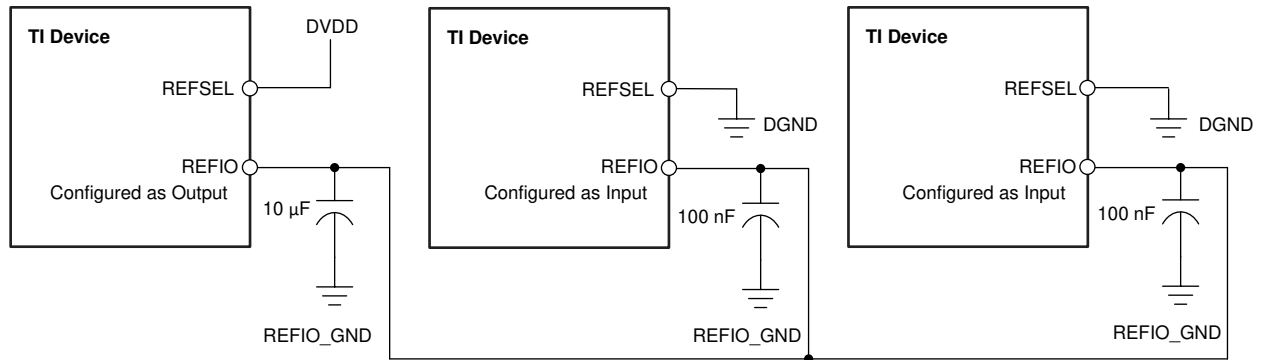 TI Device
DVDD
REFSEL
REFIO
Configured as Output
10 µF
REFIO_GND
TI Device
REFSEL
DGND
REFIO
Configured as Input
100 nF
REFIO_GND
TI Device
REFSEL
DGND
REFIO
Configured as Input
100 nF
REFIO_GND